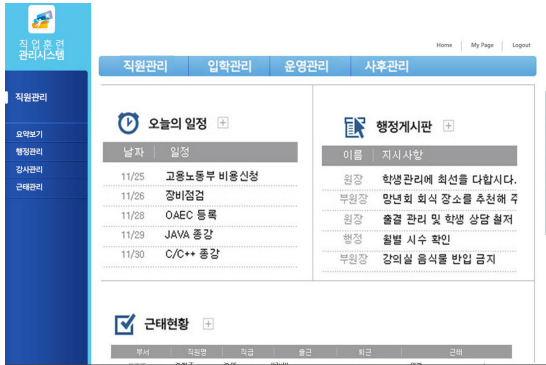 직업훈련
관리시스템
Home | My Page | Logout
직원관리 입학관리 운영관리 사후관리
직원관리
요약보기
행정관리
강사관리
근태관리
오늘의 일정
날짜 일정
11/25 고용노동부 비용신청
11/26 장비점검
11/28 OAEC 등록
11/29 JAVA 종강
11/30 C/C++ 종강
행정게시판
이름 지시사항
원장 학생관리에 최선을 다합시다.
부원장 망년회 회식 장소를 추천해 주
원장 출결 관리 및 학생 상담 철저
행정 월별 시수 확인
부원장 강의실 음식물 반입 금지
근태현황
부서 직원명 직급 출근 퇴근 근태